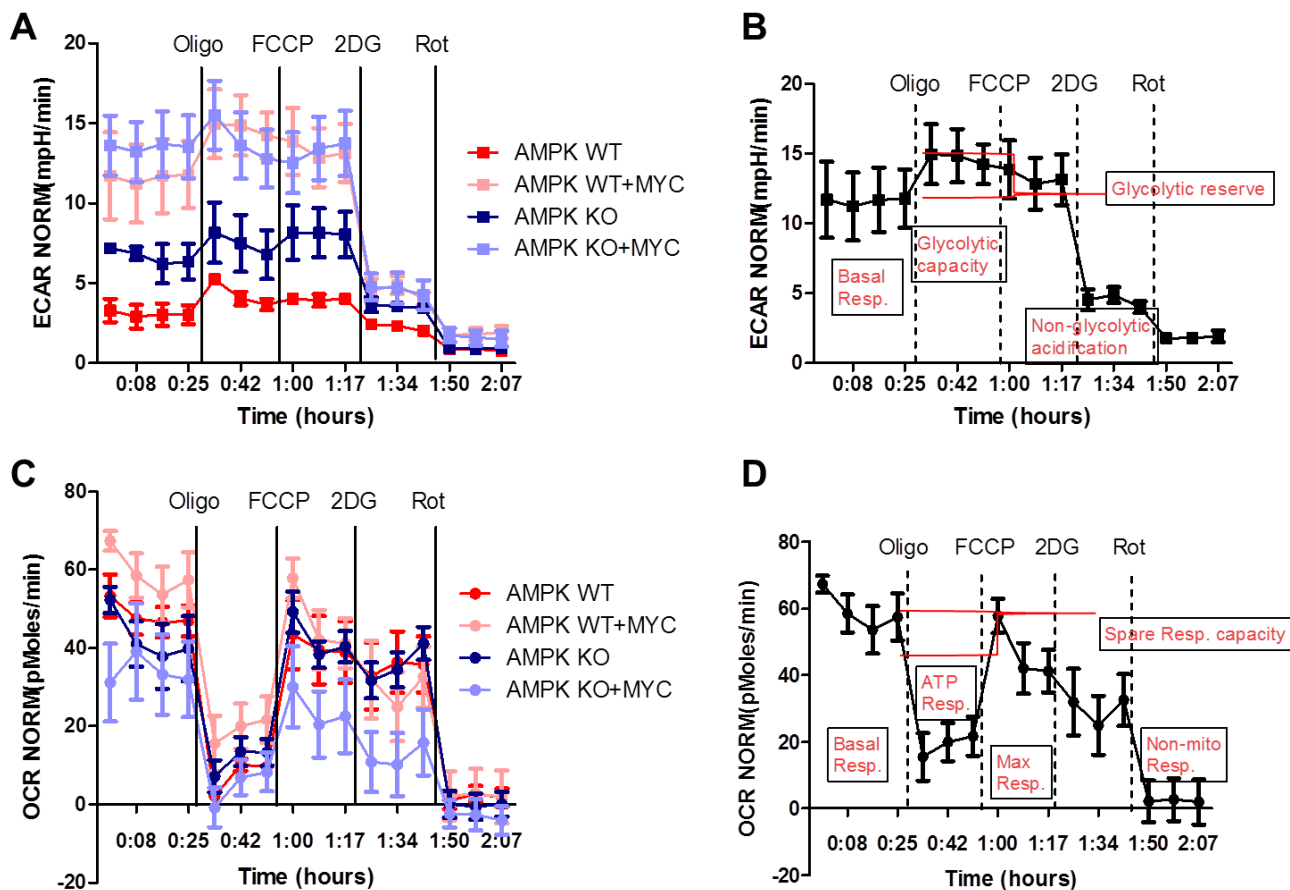 A
Oligo FCCP 2DG Rot
20
15
10
5
0
ECAR NORM(mpH/min)
0:08 0:25 0:42 1:00 1:17 1:34 1:50 2:07
Time (hours)
AMPK WT
AMPK WT+MYC
AMPK KO
AMPK KO+MYC
B
Oligo FCCP 2DG Rot
20
15
10
5
0
ECAR NORM(mpH/min)
Glycolytic reserve
Glycolytic
capacity
Basal
Resp.
Non-glycolytic
acidifcation
0:08 0:25 0:42 1:00 1:17 1:34 1:50 2:07
Time (hours)
C
Oligo FCCP 2DG Rot
80
60
40
20
0
-20
OCR NORM(pMoles/min)
0:08 0:25 0:42 1:00 1:17 1:34 1:50 2:07
Time (hours)
AMPK WT
AMPK WT+MYC
AMPK KO
AMPK KO+MYC
D
Oligo FCCP 2DG Rot
80
60
40
20
0
-20
OCR NORM(pMoles/min)
Spare Resp. capacity
ATP
Resp.
Basal
Resp.
Max
Resp.
Non-mito
Resp.
0:08 0:25 0:42 1:00 1:17 1:34 1:50 2:07
Time (hours)